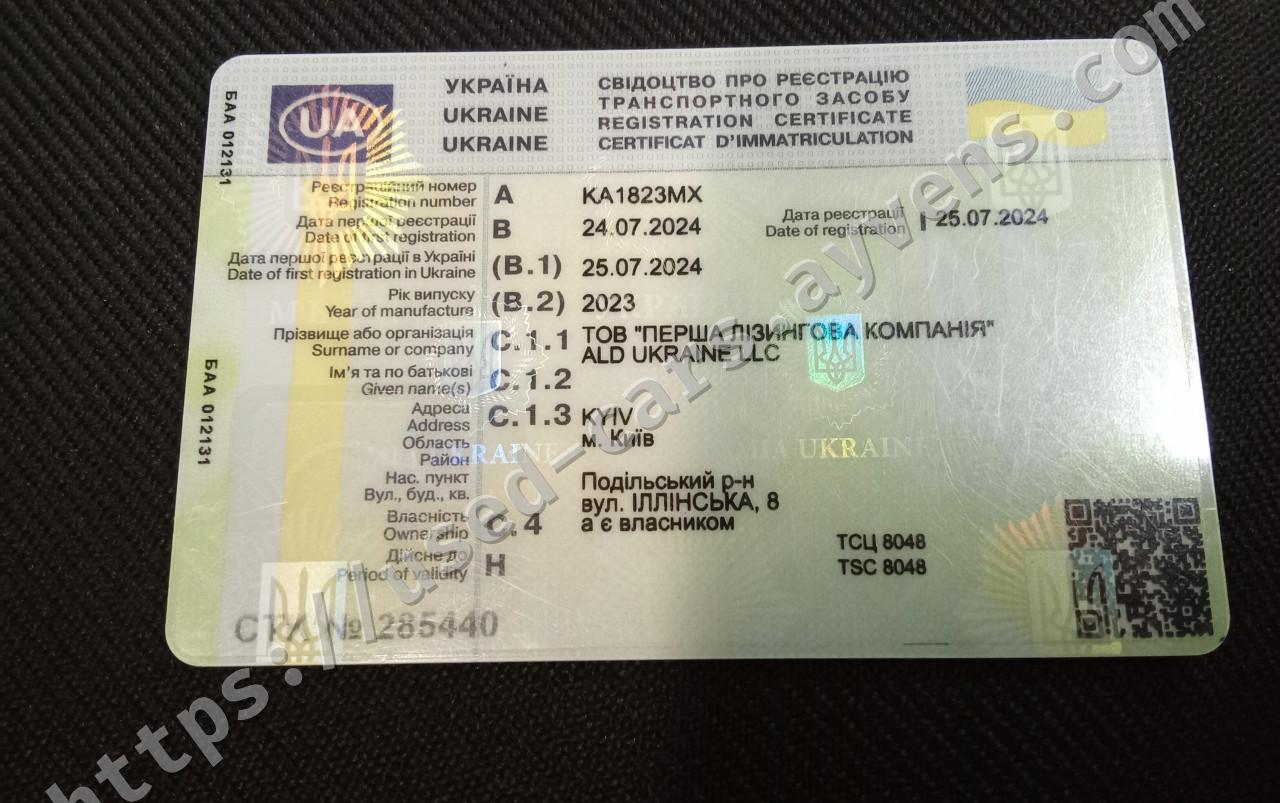 УКРАЇНА
UKRAINE
UKRAINE
СВІДОЦТВО ПРО РЕЄСТРАЦІЮ
ТРАНСПОРТНОГО ЗАСОБУ
REGISTRATION CERTIFICATE
CERTIFICAT D'IMMATRICULATION
UA
БАА 012131
БАА 012131
Реєстраційний номер
Registration number
A
KA1823MX
Дата першої реєстрації
Date of first registration
B
24.07.2024
Дата реєстрації
Date of registration
I
25.07.2024
Дата першої реєстрації в Україні
Date of first registration in Ukraine
(B.1)
25.07.2024
Рік випуску
Year of manufacture
(B.2)
2023
Прізвище або організація
Surname or company
C.1.1
ТОВ "ПЕРША ЛІЗИНГОВА КОМПАНІЯ"
ALD UKRAINE LLC
Ім'я та по батькові
Given name(s)
C.1.2
Адреса
Address
C.1.3
KYIV
Область
м. Київ
Район
UKRAINE
UKRAINE
Нас. пункт
Подільський р-н
Вул., буд., кв.
вул. ІЛЛІНСЬКА, 8
Власність
Ownership
C.4
а є власником
Дійсне до
Period of validity
H
ТСЦ 8048
TSC 8048
№ 285440
https://used-cars.ayvens.com